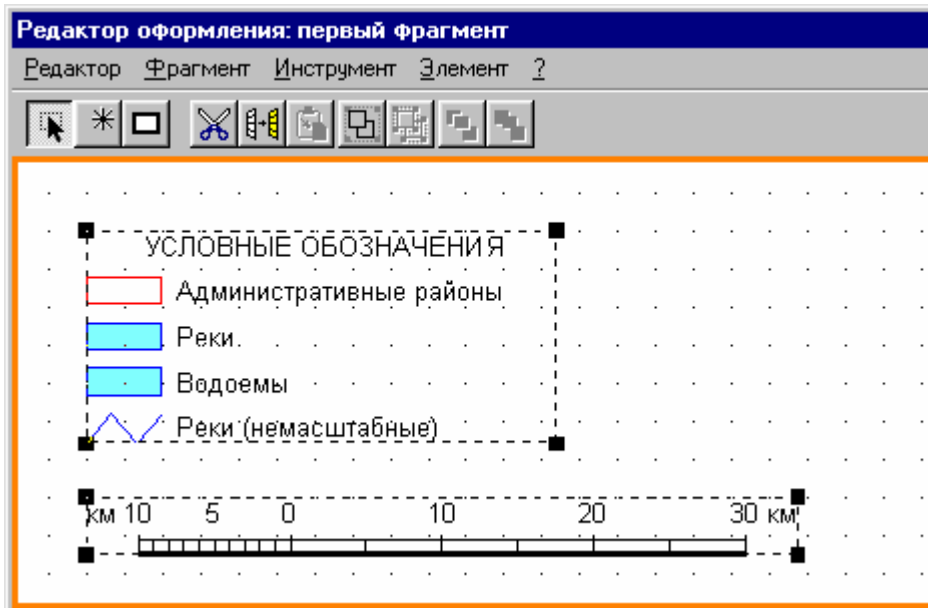 Редактор оформления: первый фрагмент
Редактор Фрагмент Инструмент Элемент ?
УСЛОВНЫЕ ОБОЗНАЧЕНИЯ
Административные районы
Реки
Водоемы
Реки (немасштабные)
км 10 5 0 10 20 30 км